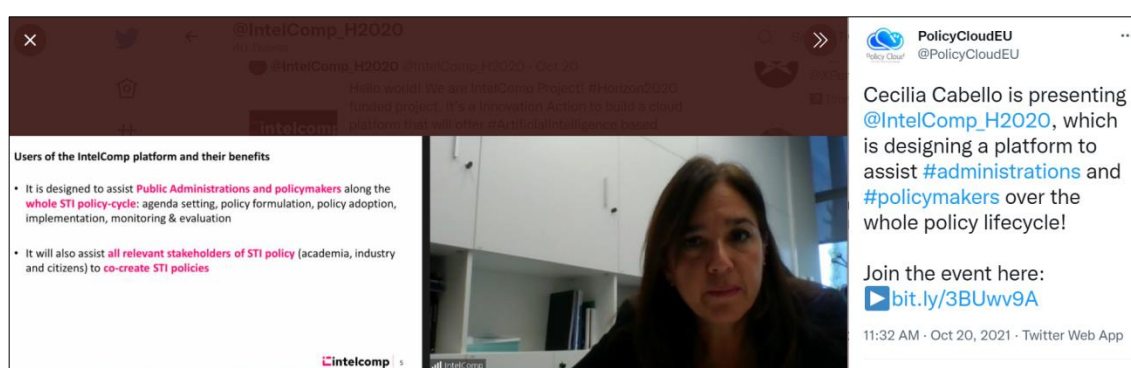 @IntelComp_H2020
@IntelComp_H2020 @IntelComp_H2020 · Oct 20
Hello world! We are IntelComp Project! #Horizon2020
funded project. It's a Innovation Action to build a cloud
platform that will offer #ArtificialIntelligence based
intelcomp
Users of the IntelComp platform and their benefits
• It is designed to assist Public Administrations and policymakers along the
whole STI policy-cycle: agenda setting, policy formulation, policy adoption,
implementation, monitoring & evaluation
• It will also assist all relevant stakeholders of STI policy (academia, industry
and citizens) to co-create STI policies
intelcomp 5
IntelComp
Policy Cloud
PolicyCloudEU
@PolicyCloudEU
Cecilia Cabello is presenting
@IntelComp_H2020, which
is designing a platform to
assist #administrations and
#policymakers over the
whole policy lifecycle!
Join the event here:
bit.ly/3BUwv9A
11:32 AM · Oct 20, 2021 · Twitter Web App